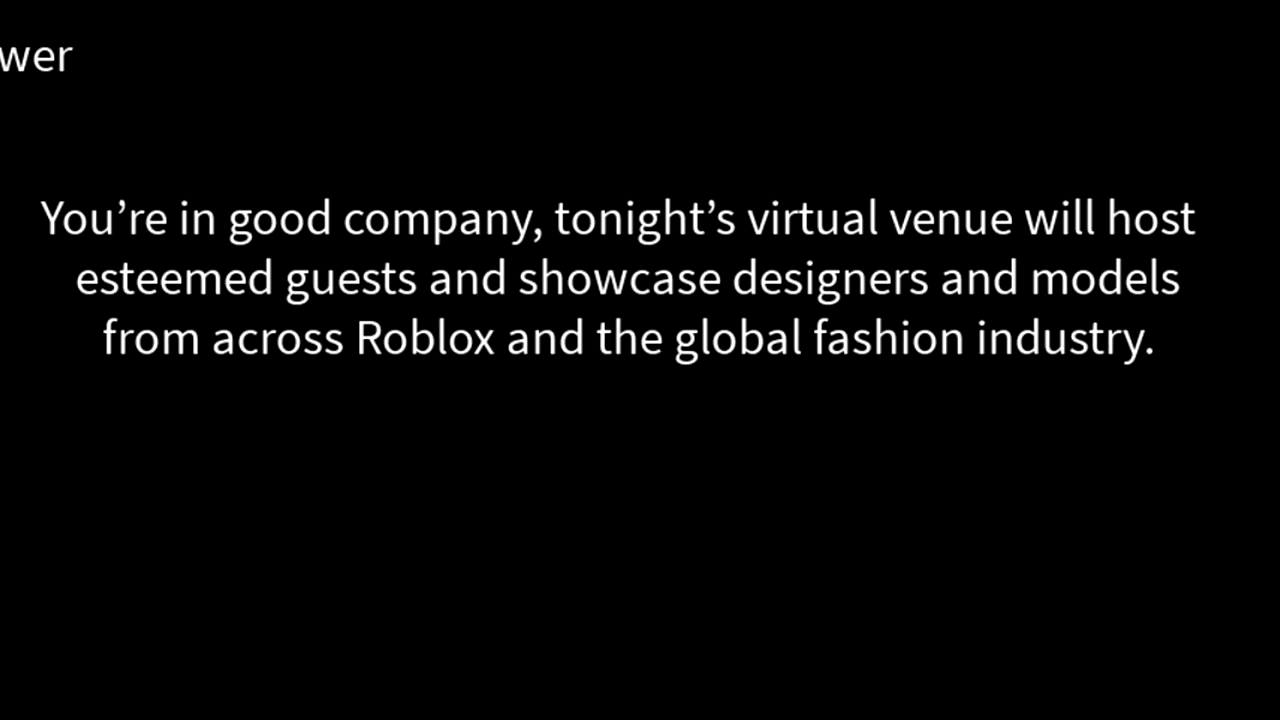 wer
You’re in good company, tonight’s virtual venue will host
esteemed guests and showcase designers and models
from across Roblox and the global fashion industry.